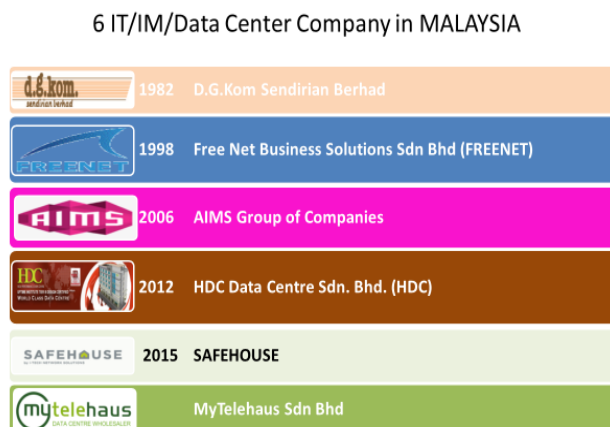 6 IT/IM/Data Center Company in MALAYSIA
d.g.kom.
sendirian berhad
1982 D.G.Kom Sendirian Berhad
FREENET
1998 Free Net Business Solutions Sdn Bhd (FREENET)
AIMS
2006 AIMS Group of Companies
HDC
WORLD CLASS DATA CENTRE
2012 HDC Data Centre Sdn. Bhd. (HDC)
SAFEHOUSE
2015 SAFEHOUSE
mytelehaus
DATA CENTRE WHOLESALER
MyTelehaus Sdn Bhd